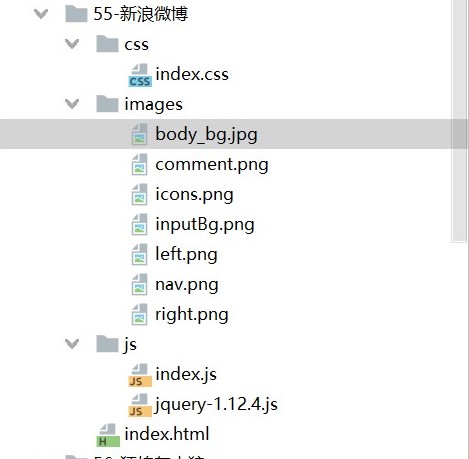 55-新浪微博
css
CSS index.css
images
body_bg.jpg
comment.png
icons.png
inputBg.png
left.png
nav.png
right.png
js
JS index.js
JS jquery-1.12.4.js
H index.html